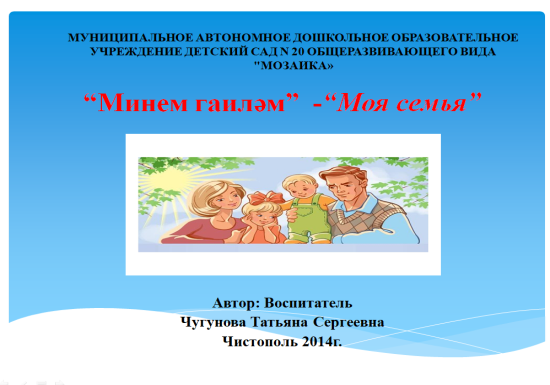 МУНИЦИПАЛЬНОЕ АВТОНОМНОЕ ДОШКОЛЬНОЕ ОБРАЗОВАТЕЛЬНОЕ
УЧРЕЖДЕНИЕ ДЕТСКИЙ САД N 20 ОБЩЕРАЗВИВАЮЩЕГО ВИДА
"МОЗАИКА»
“Минем гаиләм” -“Моя семья”
Автор: Воспитатель
Чугунова Татьяна Сергеевна
Чистополь 2014г.